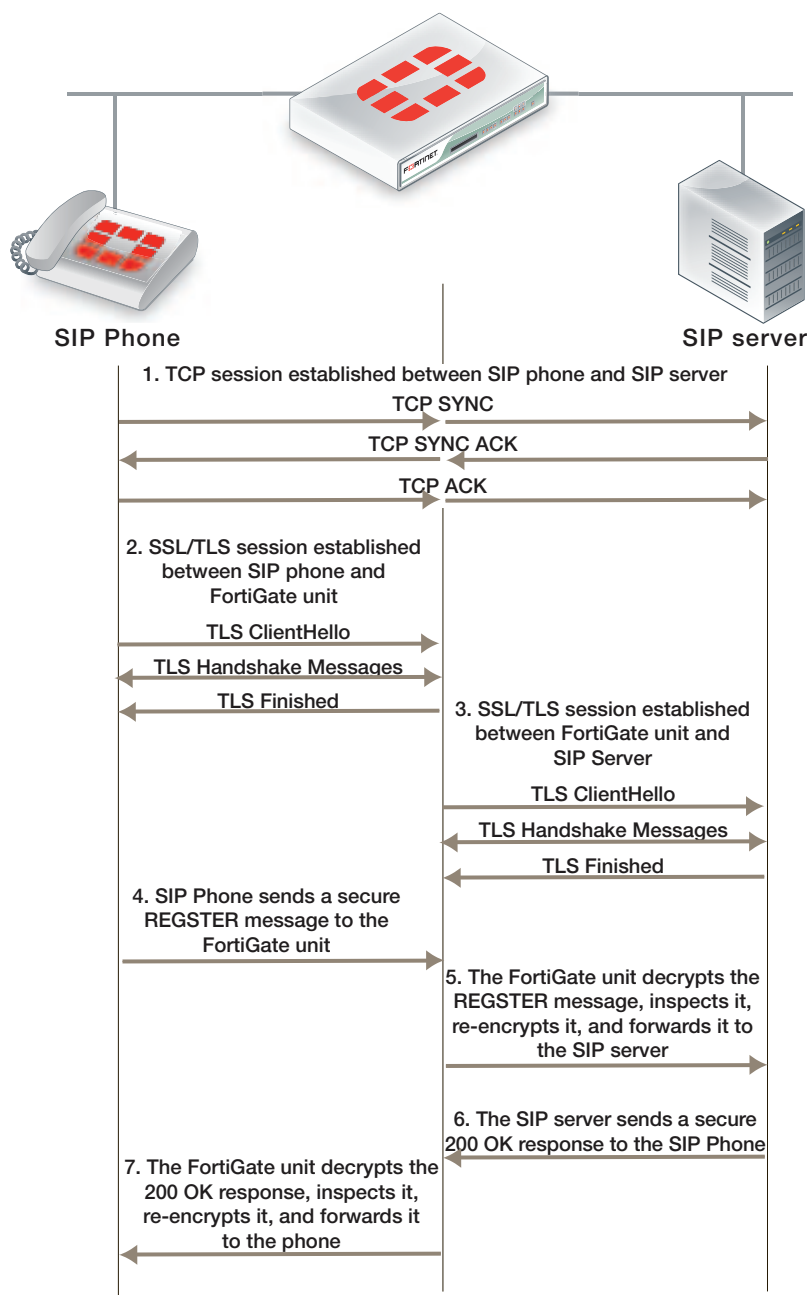 FORTINET
SIP Phone
SIP server
1. TCP session established between SIP phone and SIP server
TCP SYNC
TCP SYNC ACK
TCP ACK
2. SSL/TLS session established
between SIP phone and
FortiGate unit
TLS ClientHello
TLS Handshake Messages
TLS Finished
3. SSL/TLS session established
between FortiGate unit and
SIP Server
TLS ClientHello
TLS Handshake Messages
TLS Finished
4. SIP Phone sends a secure
REGSTER message to the
FortiGate unit
5. The FortiGate unit decrypts the
REGSTER message, inspects it,
re-encrypts it, and forwards it to
the SIP server
6. The SIP server sends a secure
200 OK response to the SIP Phone
7. The FortiGate unit decrypts the
200 OK response, inspects it,
re-encrypts it, and forwards it
to the phone